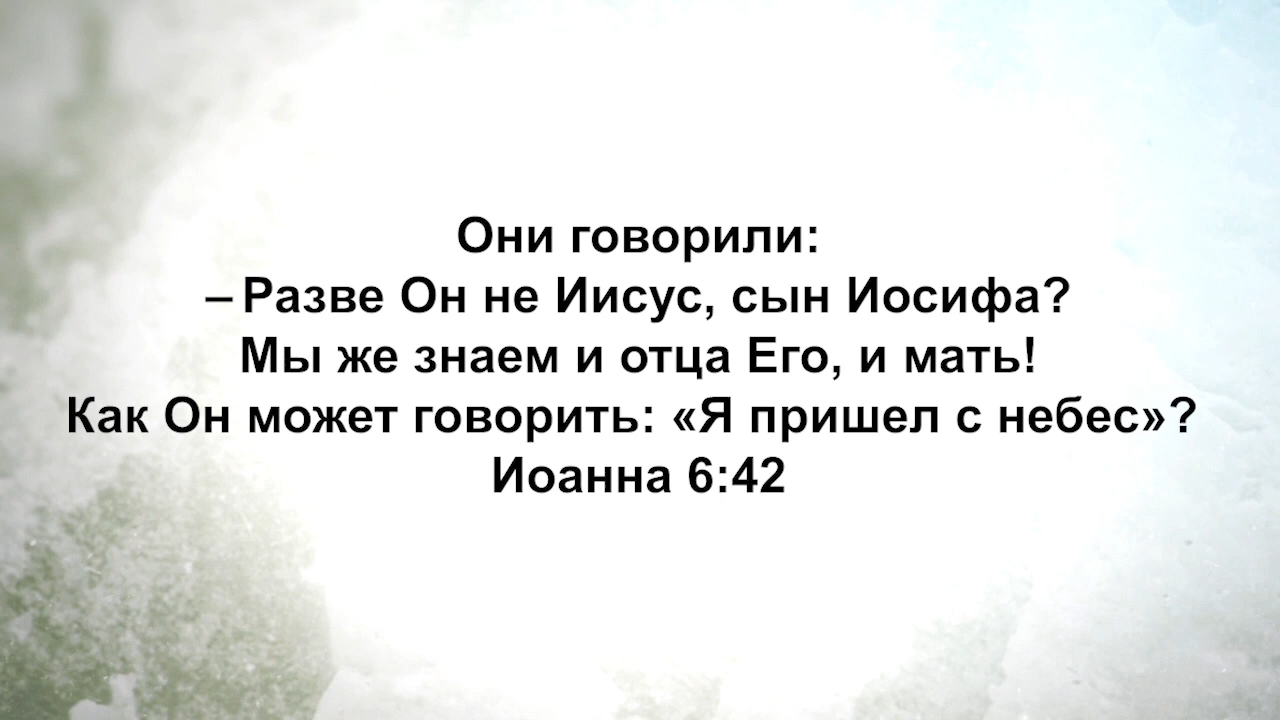 Они говорили:
– Разве Он не Иисус, сын Иосифа?
Мы же знаем и отца Его, и мать!
Как Он может говорить: «Я пришел с небес»?
Иоанна 6:42